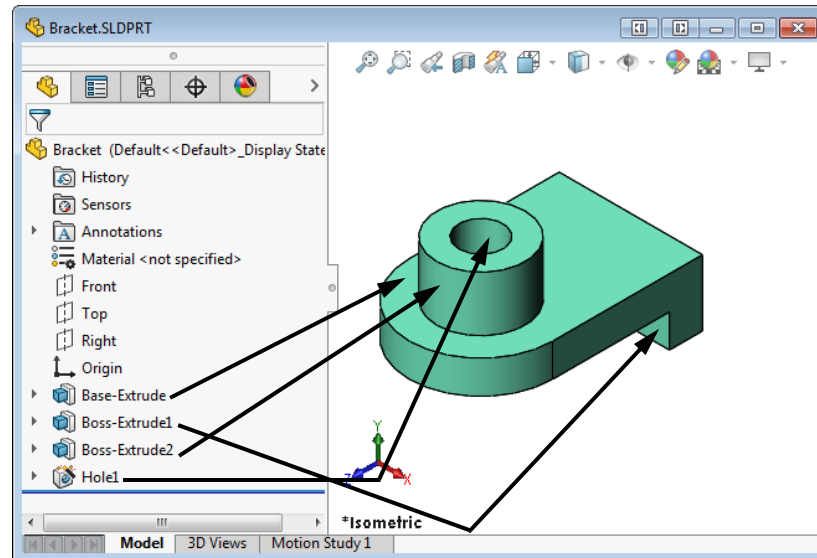 Bracket.SLDPRT
Bracket (Default<<Default>_Display State
History
Sensors
A Annotations
Material <not specified>
Front
Top
Right
Origin
Base-Extrude
Boss-Extrude1
Boss-Extrude2
Hole1
Y
Z
X
*Isometric
Model 3D Views Motion Study 1